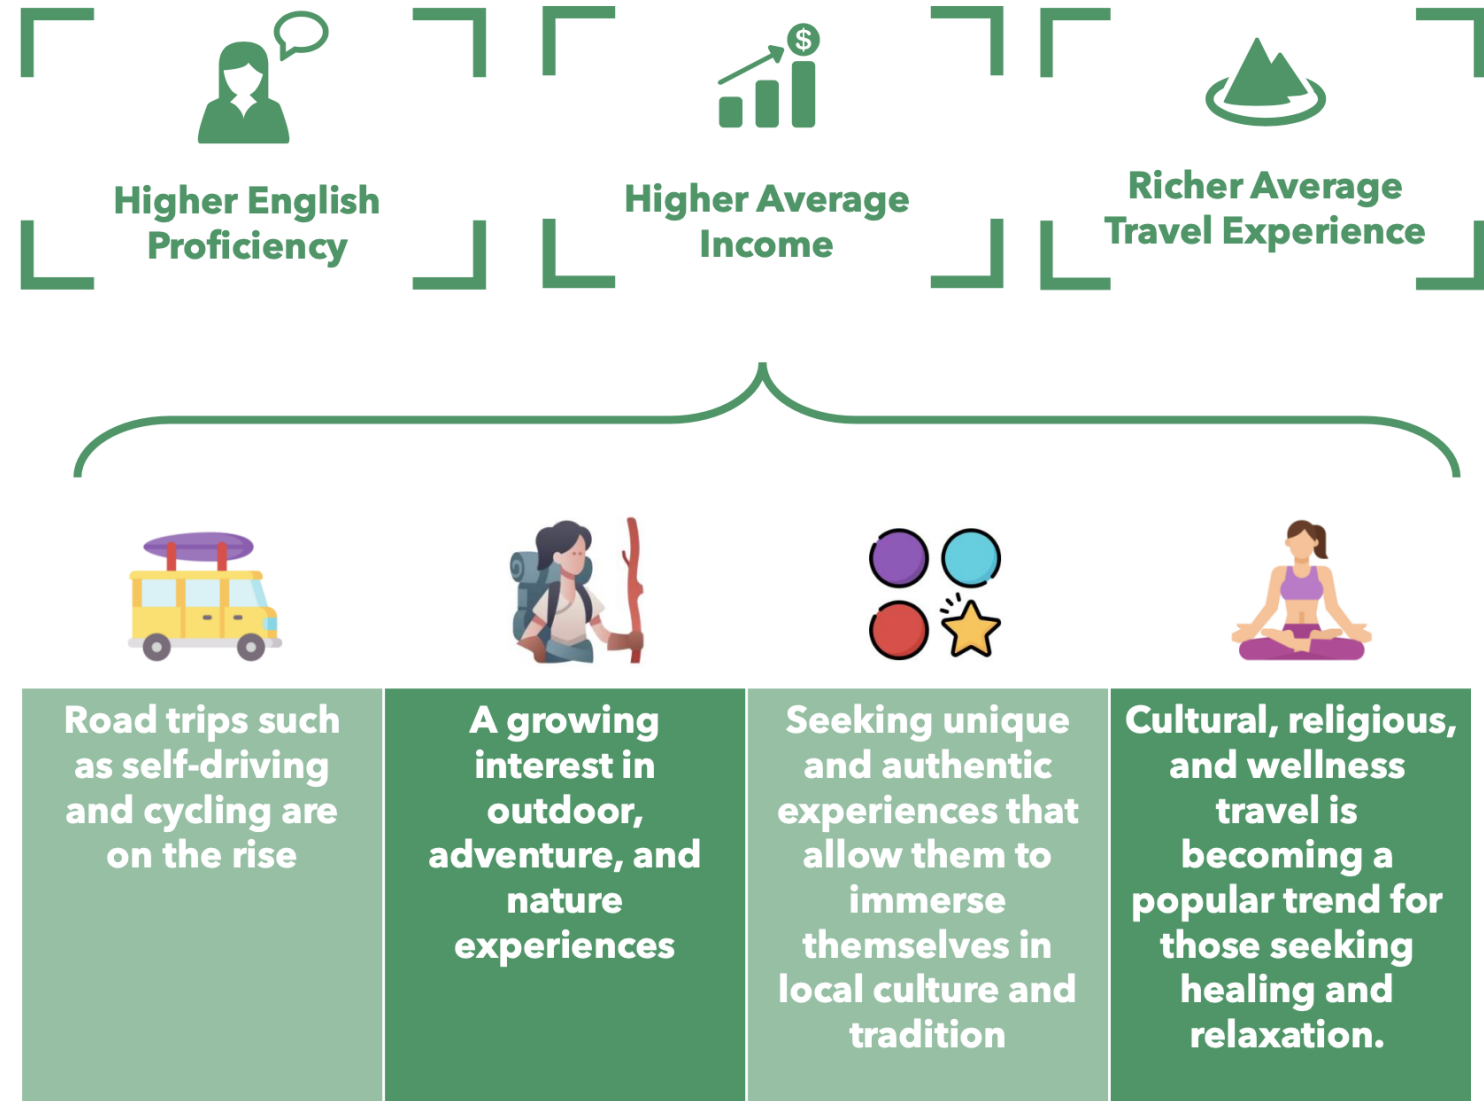 Higher English
Proficiency
Higher Average
Income
Richer Average
Travel Experience
$
Road trips such
as self-driving
and cycling are
on the rise
A growing
interest in
outdoor,
adventure, and
nature
experiences
Seeking unique
and authentic
experiences that
allow them to
immerse
themselves in
local culture and
tradition
Cultural, religious,
and wellness
travel is
becoming a
popular trend for
those seeking
healing and
relaxation.